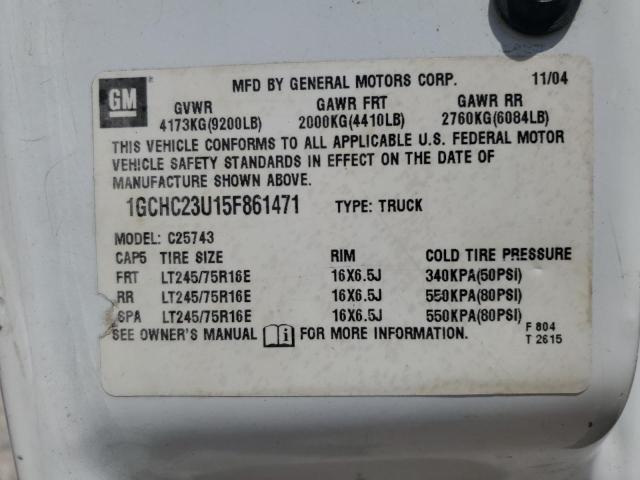 GM
MFD BY GENERAL MOTORS CORP. 11/04
GVWR GAWR FRT GAWR RR
4173KG(9200LB) 2000KG(4410LB) 2760KG(6084LB)
THIS VEHICLE CONFORMS TO ALL APPLICABLE U.S. FEDERAL MOTOR
VEHICLE SAFETY STANDARDS IN EFFECT ON THE DATE OF
MANUFACTURE SHOWN ABOVE.
1GCHC23U15F861471 TYPE: TRUCK
MODEL: C25743
CAP5 TIRE SIZE RIM COLD TIRE PRESSURE
FRT LT245/75R16E 16X6.5J 340KPA(50PSI)
RR LT245/75R16E 16X6.5J 550KPA(80PSI)
SPA LT245/75R16E 16X6.5J 550KPA(80PSI)
SEE OWNER'S MANUAL i FOR MORE INFORMATION.
F 804
T 2615